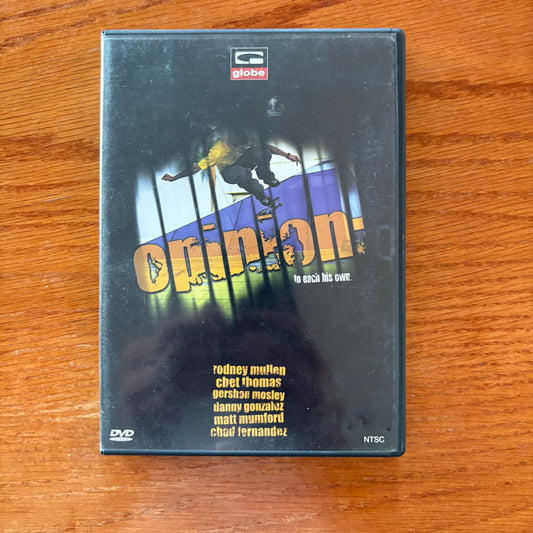 globe
opinion
to each his own.
rodney mullen
chet thomas
gershon mosley
danny gonzalez
matt mumford
chad fernandez
DVD
NTSC